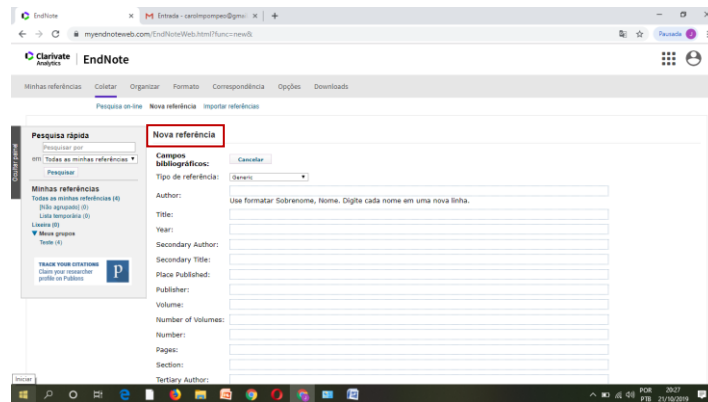 EndNote
Entrada - carolmpompeo@gmai
myendnoteweb.com/EndNoteWeb.html?func=new&
Pausada
J
Clarivate
Analytics
EndNote
Minhas referências Coletar Organizar Formato Correspondência Opções Downloads
Pesquisa on-line Nova referência Importar referências
Ocultar painel
Pesquisa rápida
Pesquisar por
em Todas as minhas referências
Pesquisar
Minhas referências
Todas as minhas referências (4)
[Não agrupado] (0)
Lista temporária (0)
Lixeira (0)
Meus grupos
Teste (4)
TRACK YOUR CITATIONS
Claim your researcher
profile on Publons
P
Nova referência
Campos
bibliográficos:
Cancelar
Tipo de referência: Generic
Author:
Use formatar Sobrenome, Nome. Digite cada nome em uma nova linha.
Title:
Year:
Secondary Author:
Secondary Title:
Place Published:
Publisher:
Volume:
Number of Volumes:
Number:
Pages:
Section:
Tertiary Author:
Iniciar
POR
PTB
20:27
21/10/2019